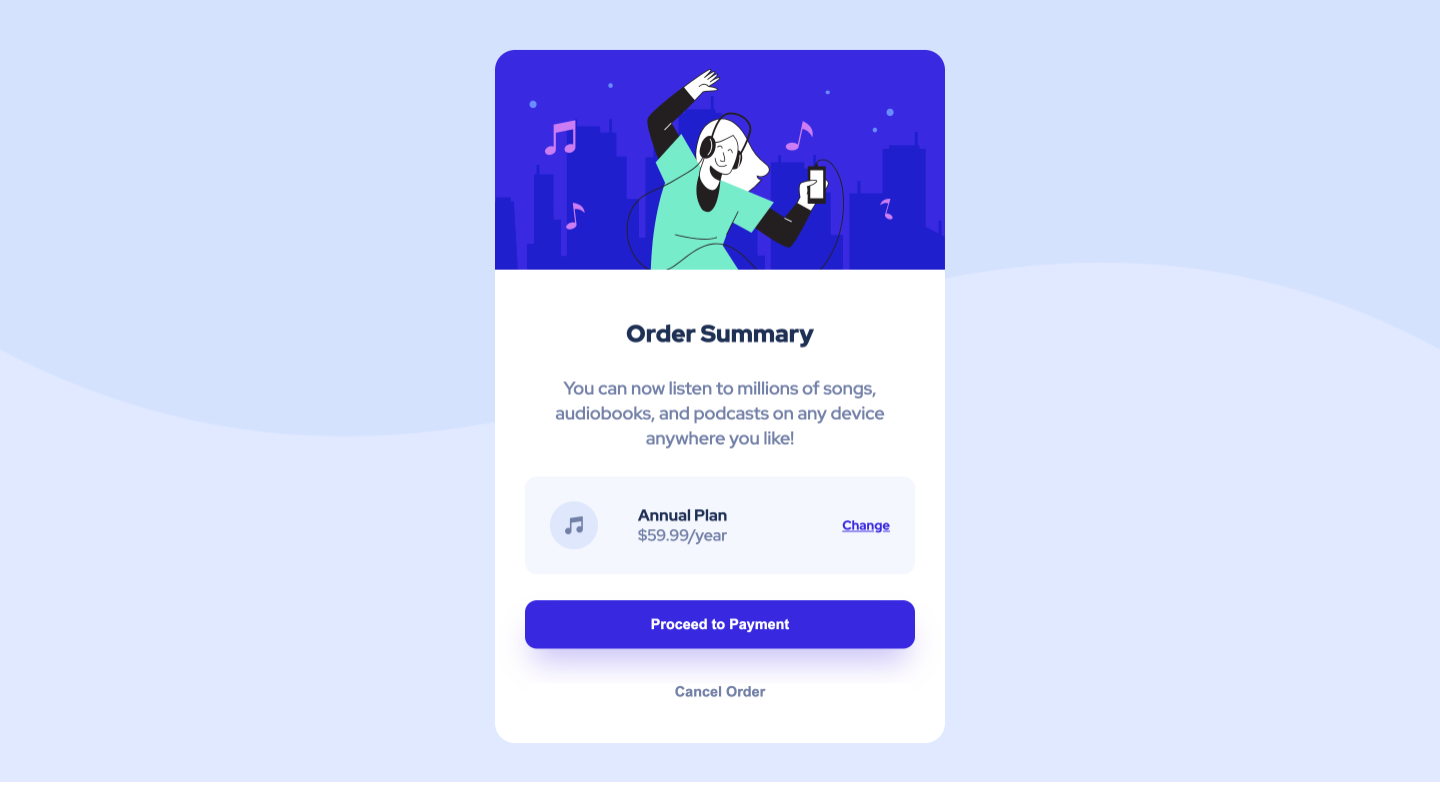 Order Summary
You can now listen to millions of songs,
audiobooks, and podcasts on any device
anywhere you like!
Annual Plan
$59.99/year
Change
Proceed to Payment
Cancel Order